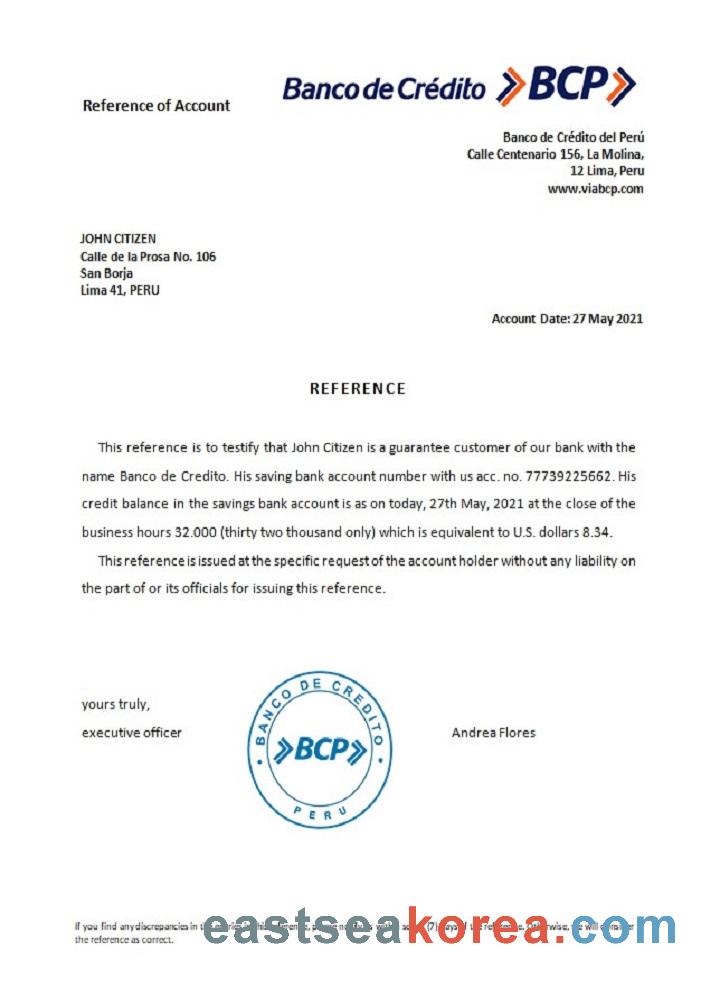 Banco de Crédito BCP
Reference of Account
Banco de Crédito del Perú
Calle Centenario 156, La Molina,
12 Lima, Peru
www.viabcp.com
JOHN CITIZEN
Calle de la Prosa No. 106
San Borja
Lima 41, PERU
Account Date: 27 May 2021
REFERENCE
This reference is to testify that John Citizen is a guarantee customer of our bank with the
name Banco de Credito. His saving bank account number with us acc. no. 77739225662. His
credit balance in the savings bank account is as on today, 27th May, 2021 at the close of the
business hours 32.000 (thirty two thousand only) which is equivalent to U.S. dollars 8.34.
This reference is issued at the specific request of the account holder without any liability on
the part of or its officials for issuing this reference.
yours truly,
executive officer
BANCO DE CREDITO
BCP
PERU
Andrea Flores
If you find any discrepancies in
the reference as correct.
eastseakorea.com